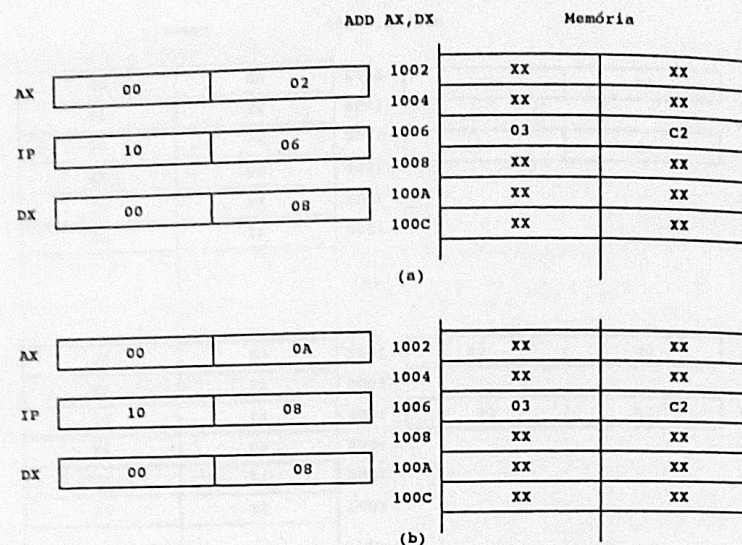 ADD AX,DX Memória
1002 XX XX
AX 00 02
1004 XX XX
IP 10 06
1006 03 C2
1008 XX XX
DX 00 08
100A XX XX
100C XX XX
(a)
AX 00 0A
1002 XX XX
1004 XX XX
IP 10 08
1006 03 C2
1008 XX XX
DX 00 08
100A XX XX
100C XX XX
(b)